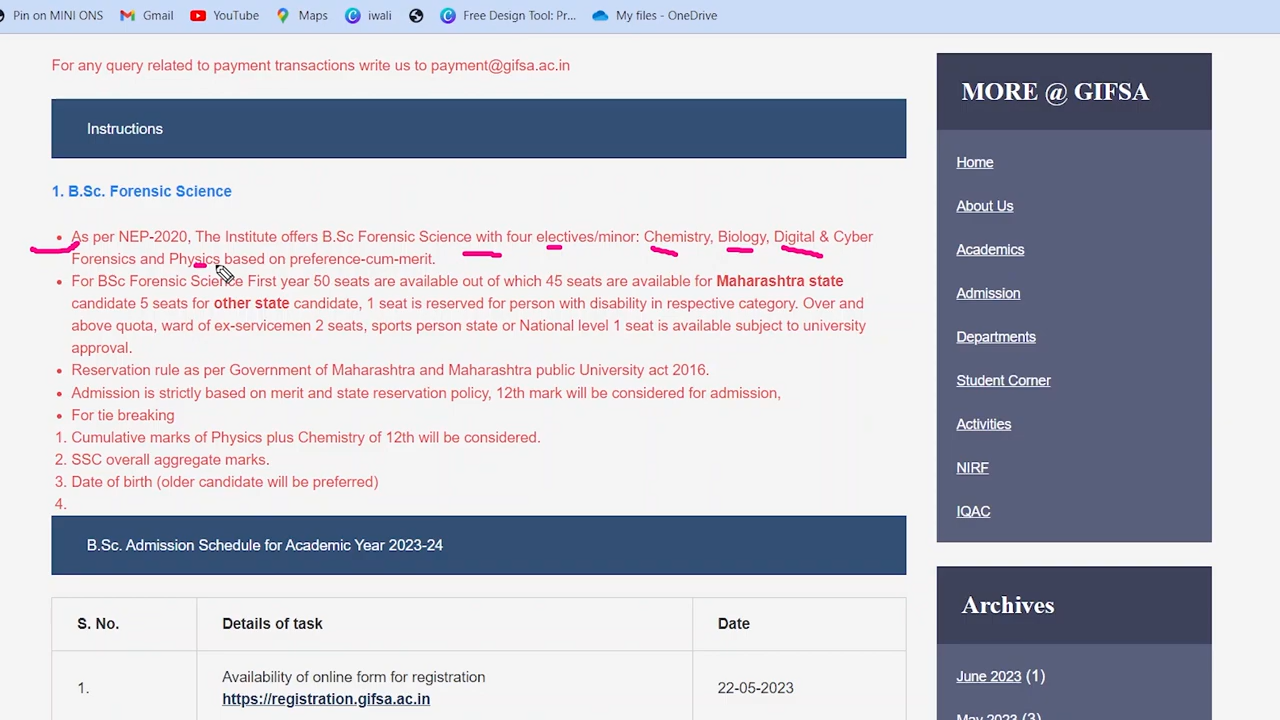 Pin on MINI ONS Gmail YouTube Maps iwali Free Design Tool: Pr... My files - OneDrive
For any query related to payment transactions write us to payment@gifsa.ac.in
Instructions
1. B.Sc. Forensic Science
• As per NEP-2020, The Institute offers B.Sc Forensic Science with four electives/minor: Chemistry, Biology, Digital & Cyber
Forensics and Physics based on preference-cum-merit.
• For BSc Forensic Science First year 50 seats are available out of which 45 seats are available for Maharashtra state
candidate 5 seats for other state candidate, 1 seat is reserved for person with disability in respective category. Over and
above quota, ward of ex-servicemen 2 seats, sports person state or National level 1 seat is available subject to university
approval.
• Reservation rule as per Government of Maharashtra and Maharashtra public University act 2016.
• Admission is strictly based on merit and state reservation policy, 12th mark will be considered for admission,
• For tie breaking
1. Cumulative marks of Physics plus Chemistry of 12th will be considered.
2. SSC overall aggregate marks.
3. Date of birth (older candidate will be preferred)
4.
B.Sc. Admission Schedule for Academic Year 2023-24
S. No. Details of task Date
1. Availability of online form for registration 22-05-2023
https://registration.gifsa.ac.in
MORE @ GIFSA
Home
About Us
Academics
Admission
Departments
Student Corner
Activities
NIRF
IQAC
Archives
June 2023 (1)
May 2023 (3)